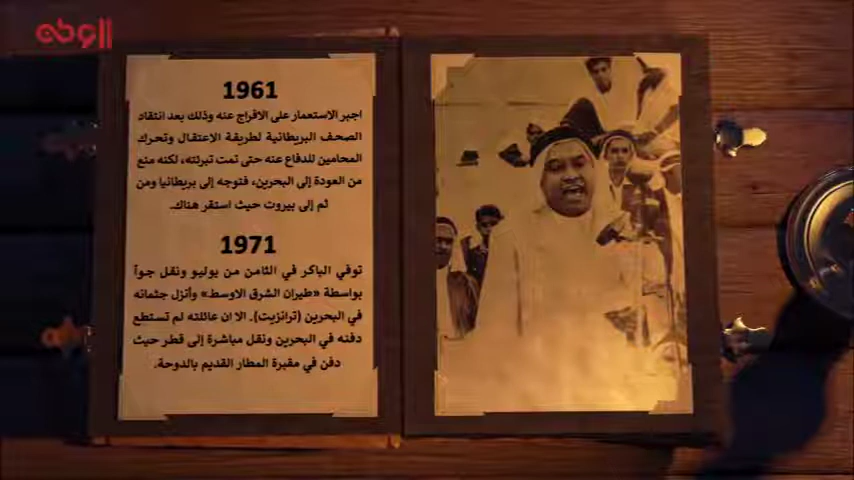 الوفاق
1961
اجبر الاستعمار على الافراج عنه وذلك بعد انتقاد
الصحف البريطانية لطريقة الاعتقال وتحرك
المحامين للدفاع عنه حتى تمت تبرئته، لكنه منع
من العودة إلى البحرين، فتوجه إلى بريطانيا ومن
ثم إلى بيروت حيث استقر هناك.
1971
توفي الباكر في الثامن من يوليو ونقل جواً
بواسطة «طيران الشرق الاوسط» وأنزل جثمانه
في البحرين (ترانزيت). الا ان عائلته لم تستطع
دفنه في البحرين ونقل مباشرة إلى قطر حيث
دفن في مقبرة المطار القديم بالدوحة.